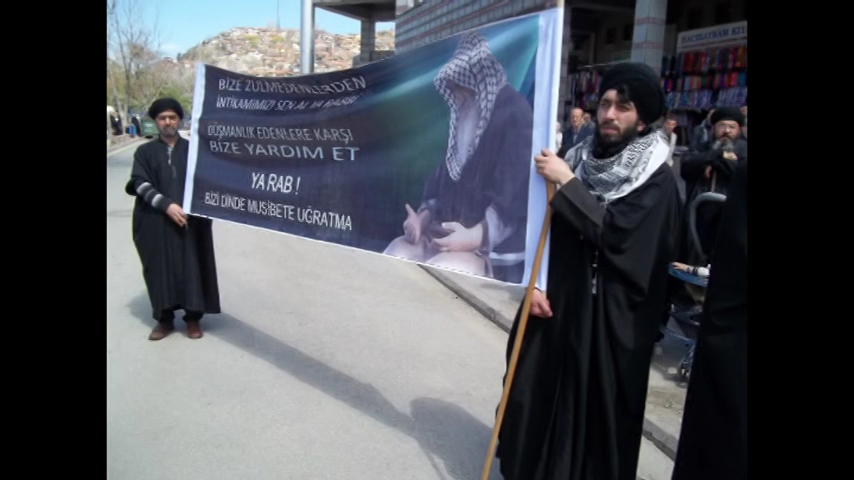 BİZE ZULMEDENLERDEN
İNTİKAMIMIZI SEN AL YA RABBİ
DÜŞMANLIK EDENLERE KARŞI
BİZE YARDIM ET
YA RAB !
BİZİ DİNDE MUSİBETE UĞRATMA
HACIBAYRAM